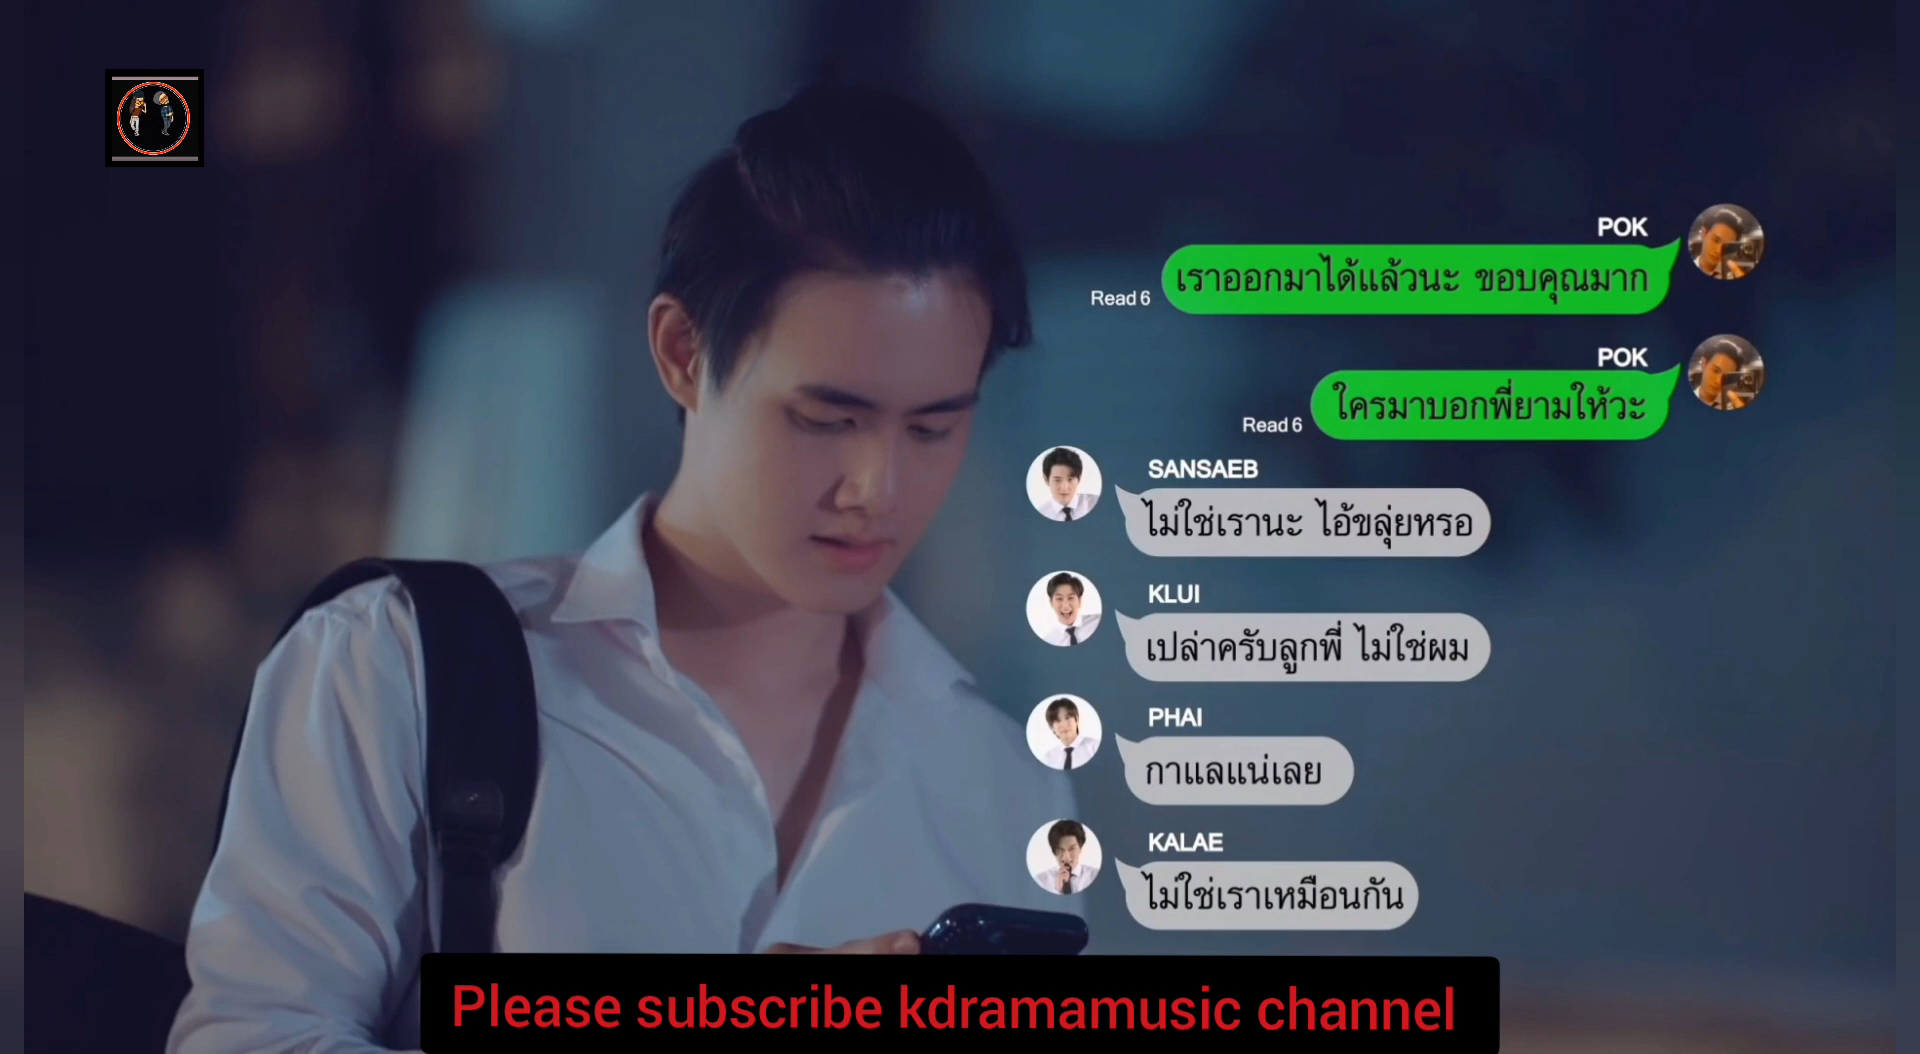 POK
เราออกมาได้แล้วนะ ขอบคุณมาก
Read 6
POK
ใครมาบอกพี่ยามให้วะ
Read 6
SANSAEB
ไม่ใช่เรานะ ไอ้ขลุ่ยหรอ
KLUI
เปล่าครับลูกพี่ ไม่ใช่ผม
PHAI
กาแลแน่เลย
KALAE
ไม่ใช่เราเหมือนกัน
Please subscribe kdramamusic channel